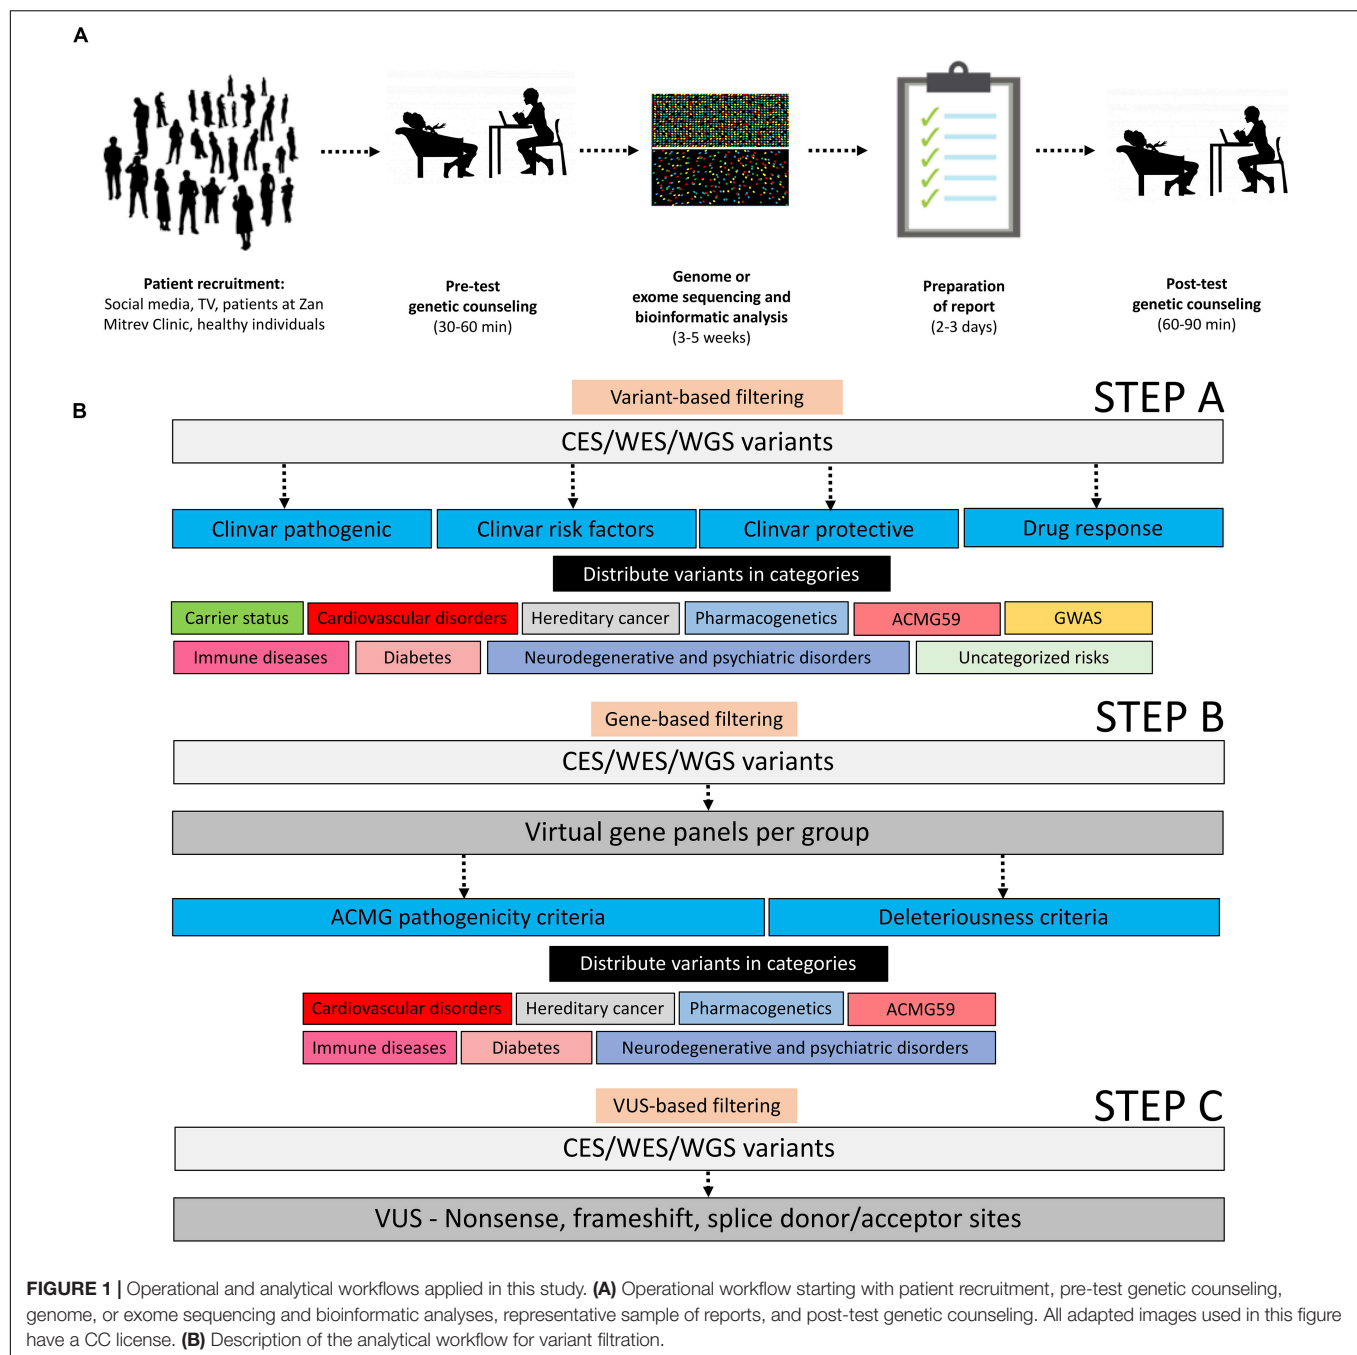 A
Patient recruitment:
Social media, TV, patients at Zan
Mitrev Clinic, healthy individuals
Pre-test
genetic counseling
(30-60 min)
Genome or
exome sequencing and
bioinformatic analysis
(3-5 weeks)
Preparation
of report
(2-3 days)
Post-test
genetic counseling
(60-90 min)
B
Variant-based filtering
STEP A
CES/WES/WGS variants
Clinvar pathogenic
Clinvar risk factors
Clinvar protective
Drug response
Distribute variants in categories
Carrier status
Cardiovascular disorders
Hereditary cancer
Pharmacogenetics
ACMG59
GWAS
Immune diseases
Diabetes
Neurodegenerative and psychiatric disorders
Uncategorized risks
Gene-based filtering
STEP B
CES/WES/WGS variants
Virtual gene panels per group
ACMG pathogenicity criteria
Deleteriousness criteria
Distribute variants in categories
Cardiovascular disorders
Hereditary cancer
Pharmacogenetics
ACMG59
Immune diseases
Diabetes
Neurodegenerative and psychiatric disorders
VUS-based filtering
STEP C
CES/WES/WGS variants
VUS - Nonsense, frameshift, splice donor/acceptor sites
FIGURE 1 | Operational and analytical workflows applied in this study. (A) Operational workflow starting with patient recruitment, pre-test genetic counseling,
genome, or exome sequencing and bioinformatic analyses, representative sample of reports, and post-test genetic counseling. All adapted images used in this figure
have a CC license. (B) Description of the analytical workflow for variant filtration.